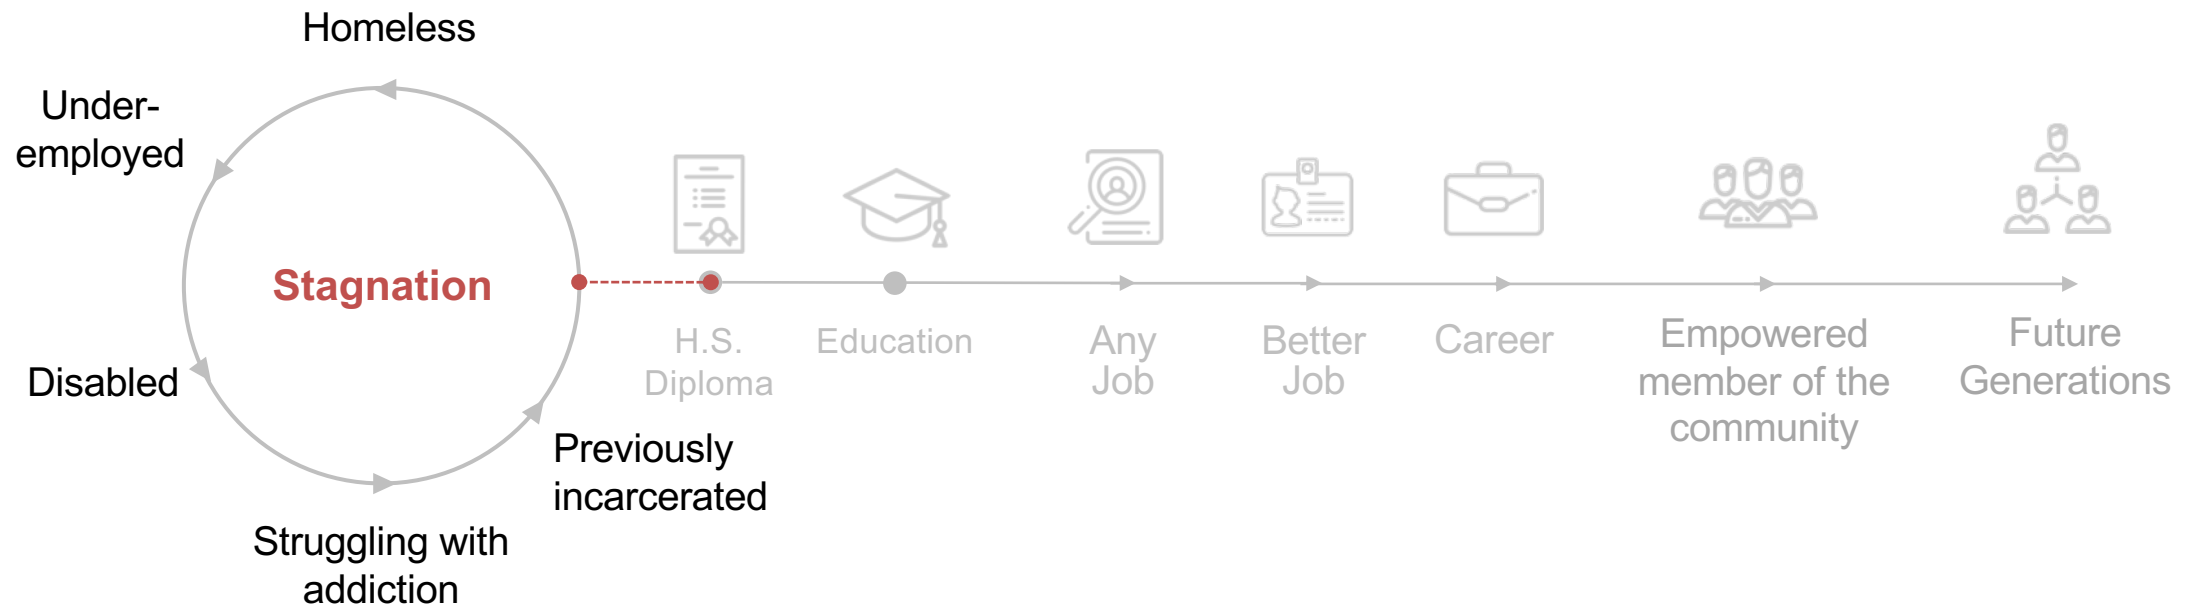 Homeless
Under-
employed
Stagnation
Disabled
Struggling with
addiction
Previously
incarcerated
H.S.
Diploma
Education
Any
Job
Better
Job
Career
Empowered
member of the
community
Future
Generations